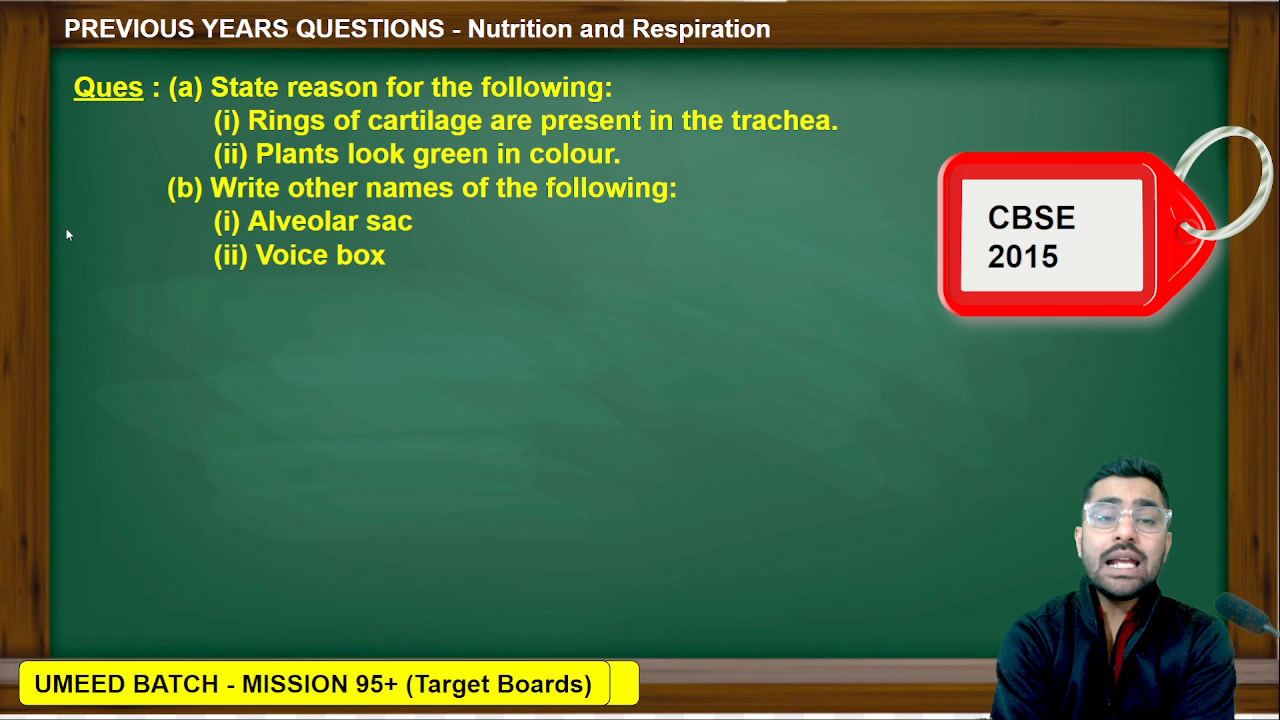 PREVIOUS YEARS QUESTIONS - Nutrition and Respiration
Ques : (a) State reason for the following:
(i) Rings of cartilage are present in the trachea.
(ii) Plants look green in colour.
(b) Write other names of the following:
(i) Alveolar sac
(ii) Voice box
CBSE
2015
UMEED BATCH - MISSION 95+ (Target Boards)